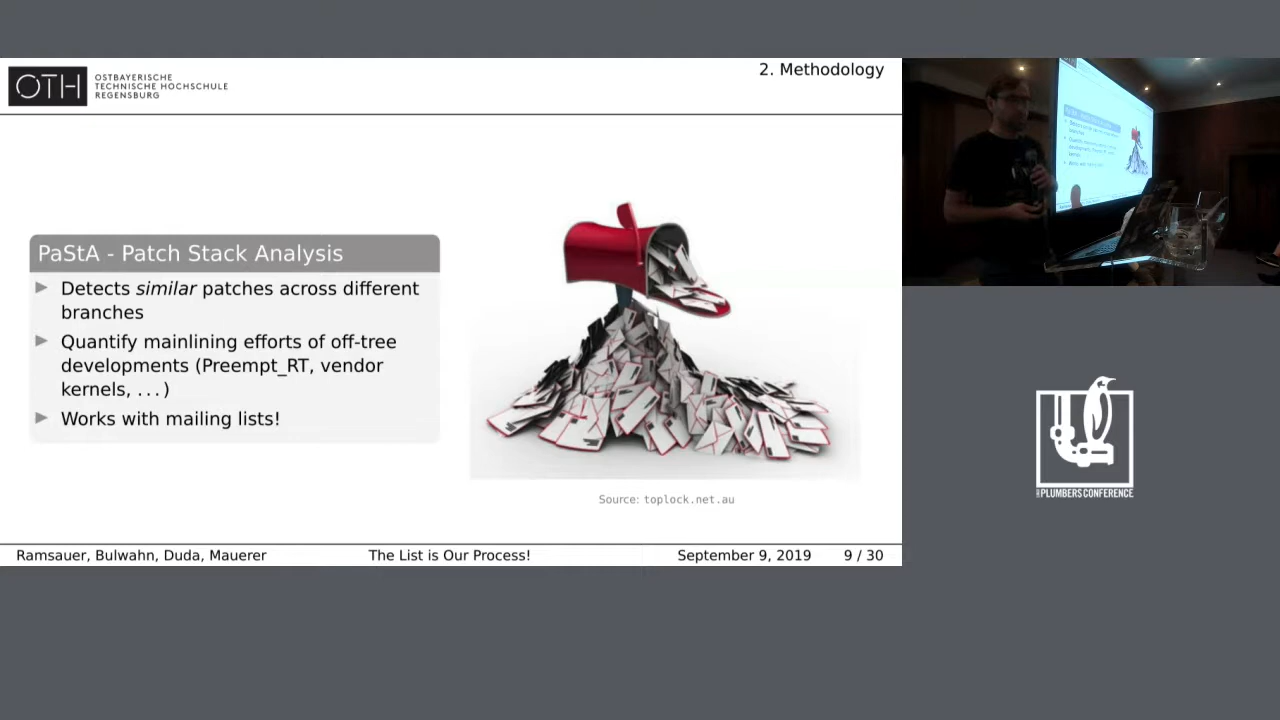 OTH
OSTBAYERISCHE
TECHNISCHE HOCHSCHULE
REGENSBURG
2. Methodology
PaStA - Patch Stack Analysis
Detects similar patches across different
branches
Quantify mainlining efforts of off-tree
developments (Preempt_RT, vendor
kernels, ...)
Works with mailing lists!
Source: toplock.net.au
Ramsauer, Bulwahn, Duda, Mauerer
The List is Our Process!
September 9, 2019
9 / 30
PLUMBERS CONFERENCE